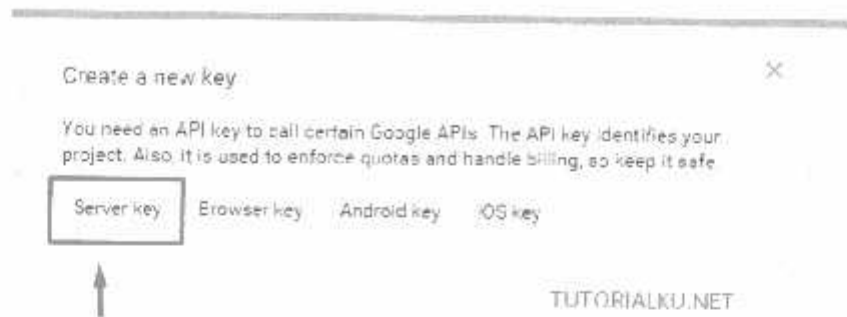 Create a new key
You need an API key to call certain Google APIs. The API key identifies your
project. Also, it is used to enforce quotas and handle billing, so keep it safe.
Server key Browser key Android key iOS key
TUTORIALKU.NET